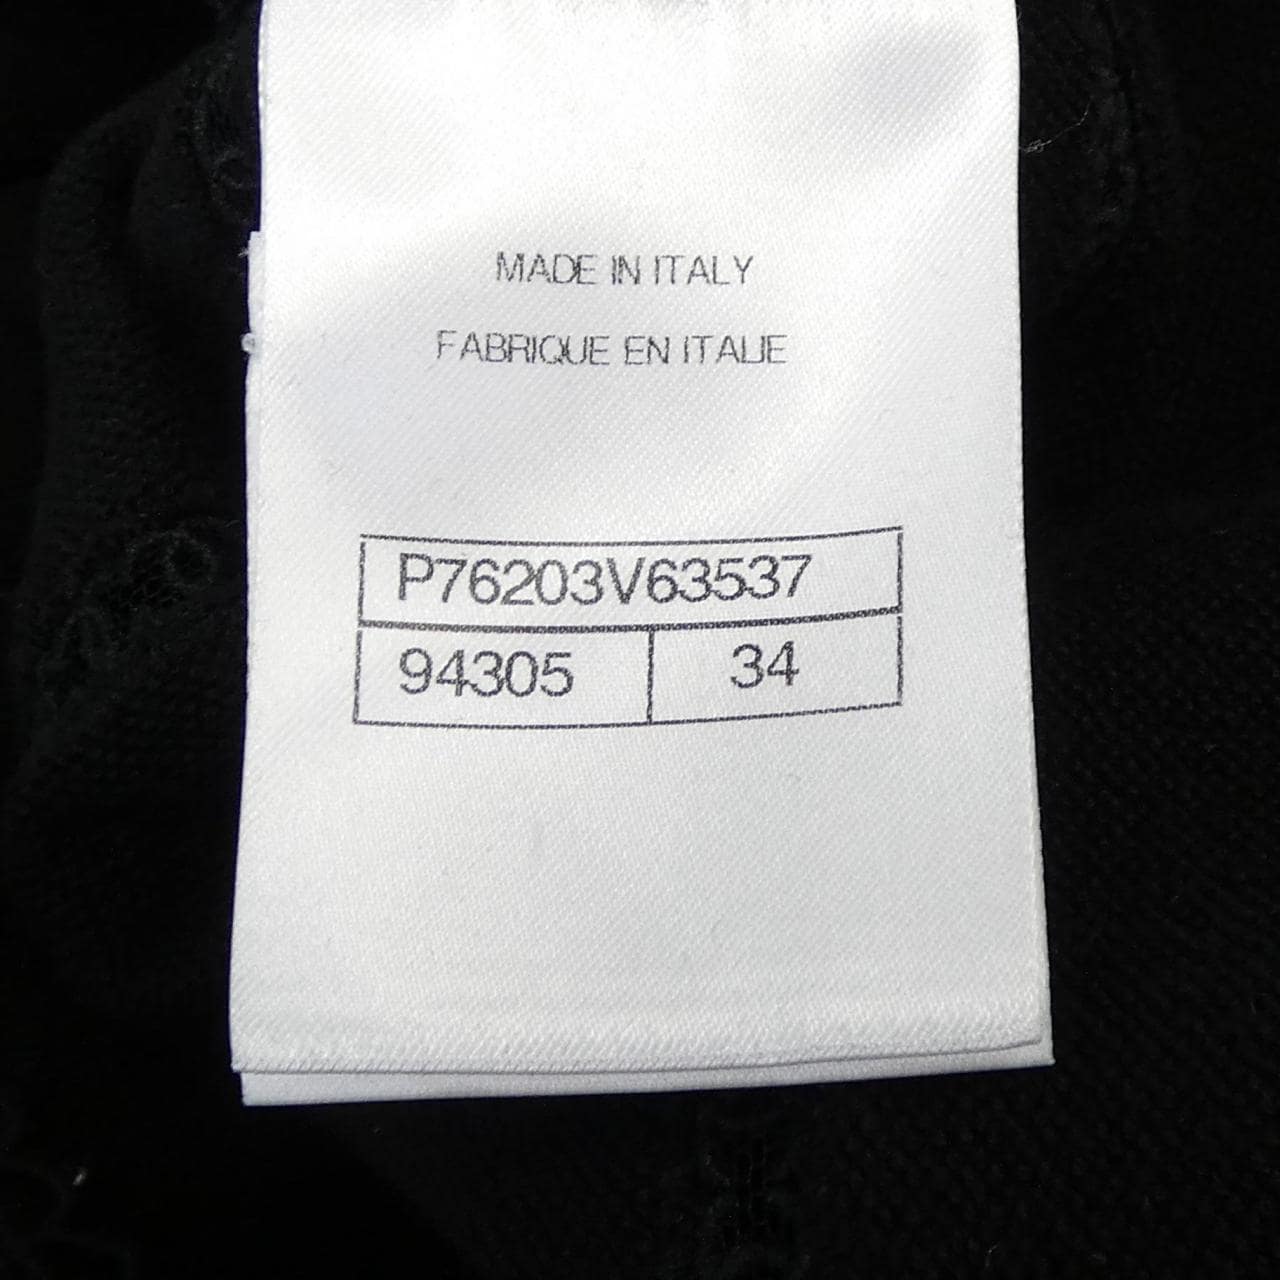 MADE IN ITALY
FABRIQUE EN ITALIE
P76203V63537
94305 34